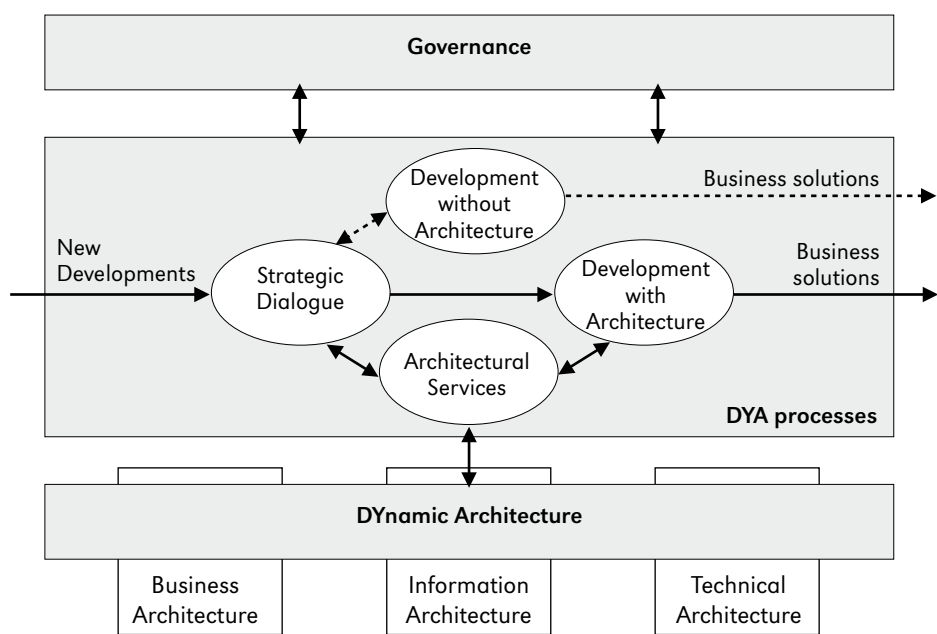 Governance
Development
without
Architecture
Business solutions
New
Developments
Strategic
Dialogue
Development
with
Architecture
Business
solutions
Architectural
Services
DYA processes
DYnamic Architecture
Business
Architecture
Information
Architecture
Technical
Architecture